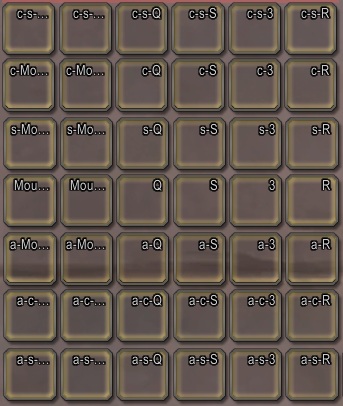 c-s-... c-s-... c-s-Q c-s-S c-s-3 c-s-R
c-Mo... c-Mo... c-Q c-S c-3 c-R
s-Mo... s-Mo... s-Q s-S s-3 s-R
Mou... Mou... Q S 3 R
a-Mo... a-Mo... a-Q a-S a-3 a-R
a-c-... a-c-... a-c-Q a-c-S a-c-3 a-c-R
a-s-... a-s-... a-s-Q a-s-S a-s-3 a-s-R